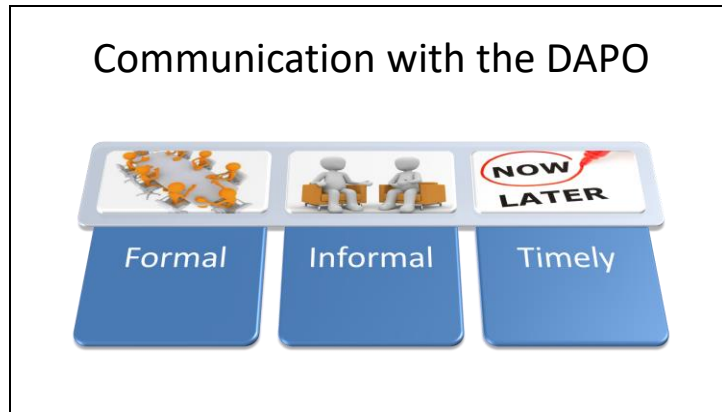 Communication with the DAPO
NOW
LATER
Formal
Informal
Timely